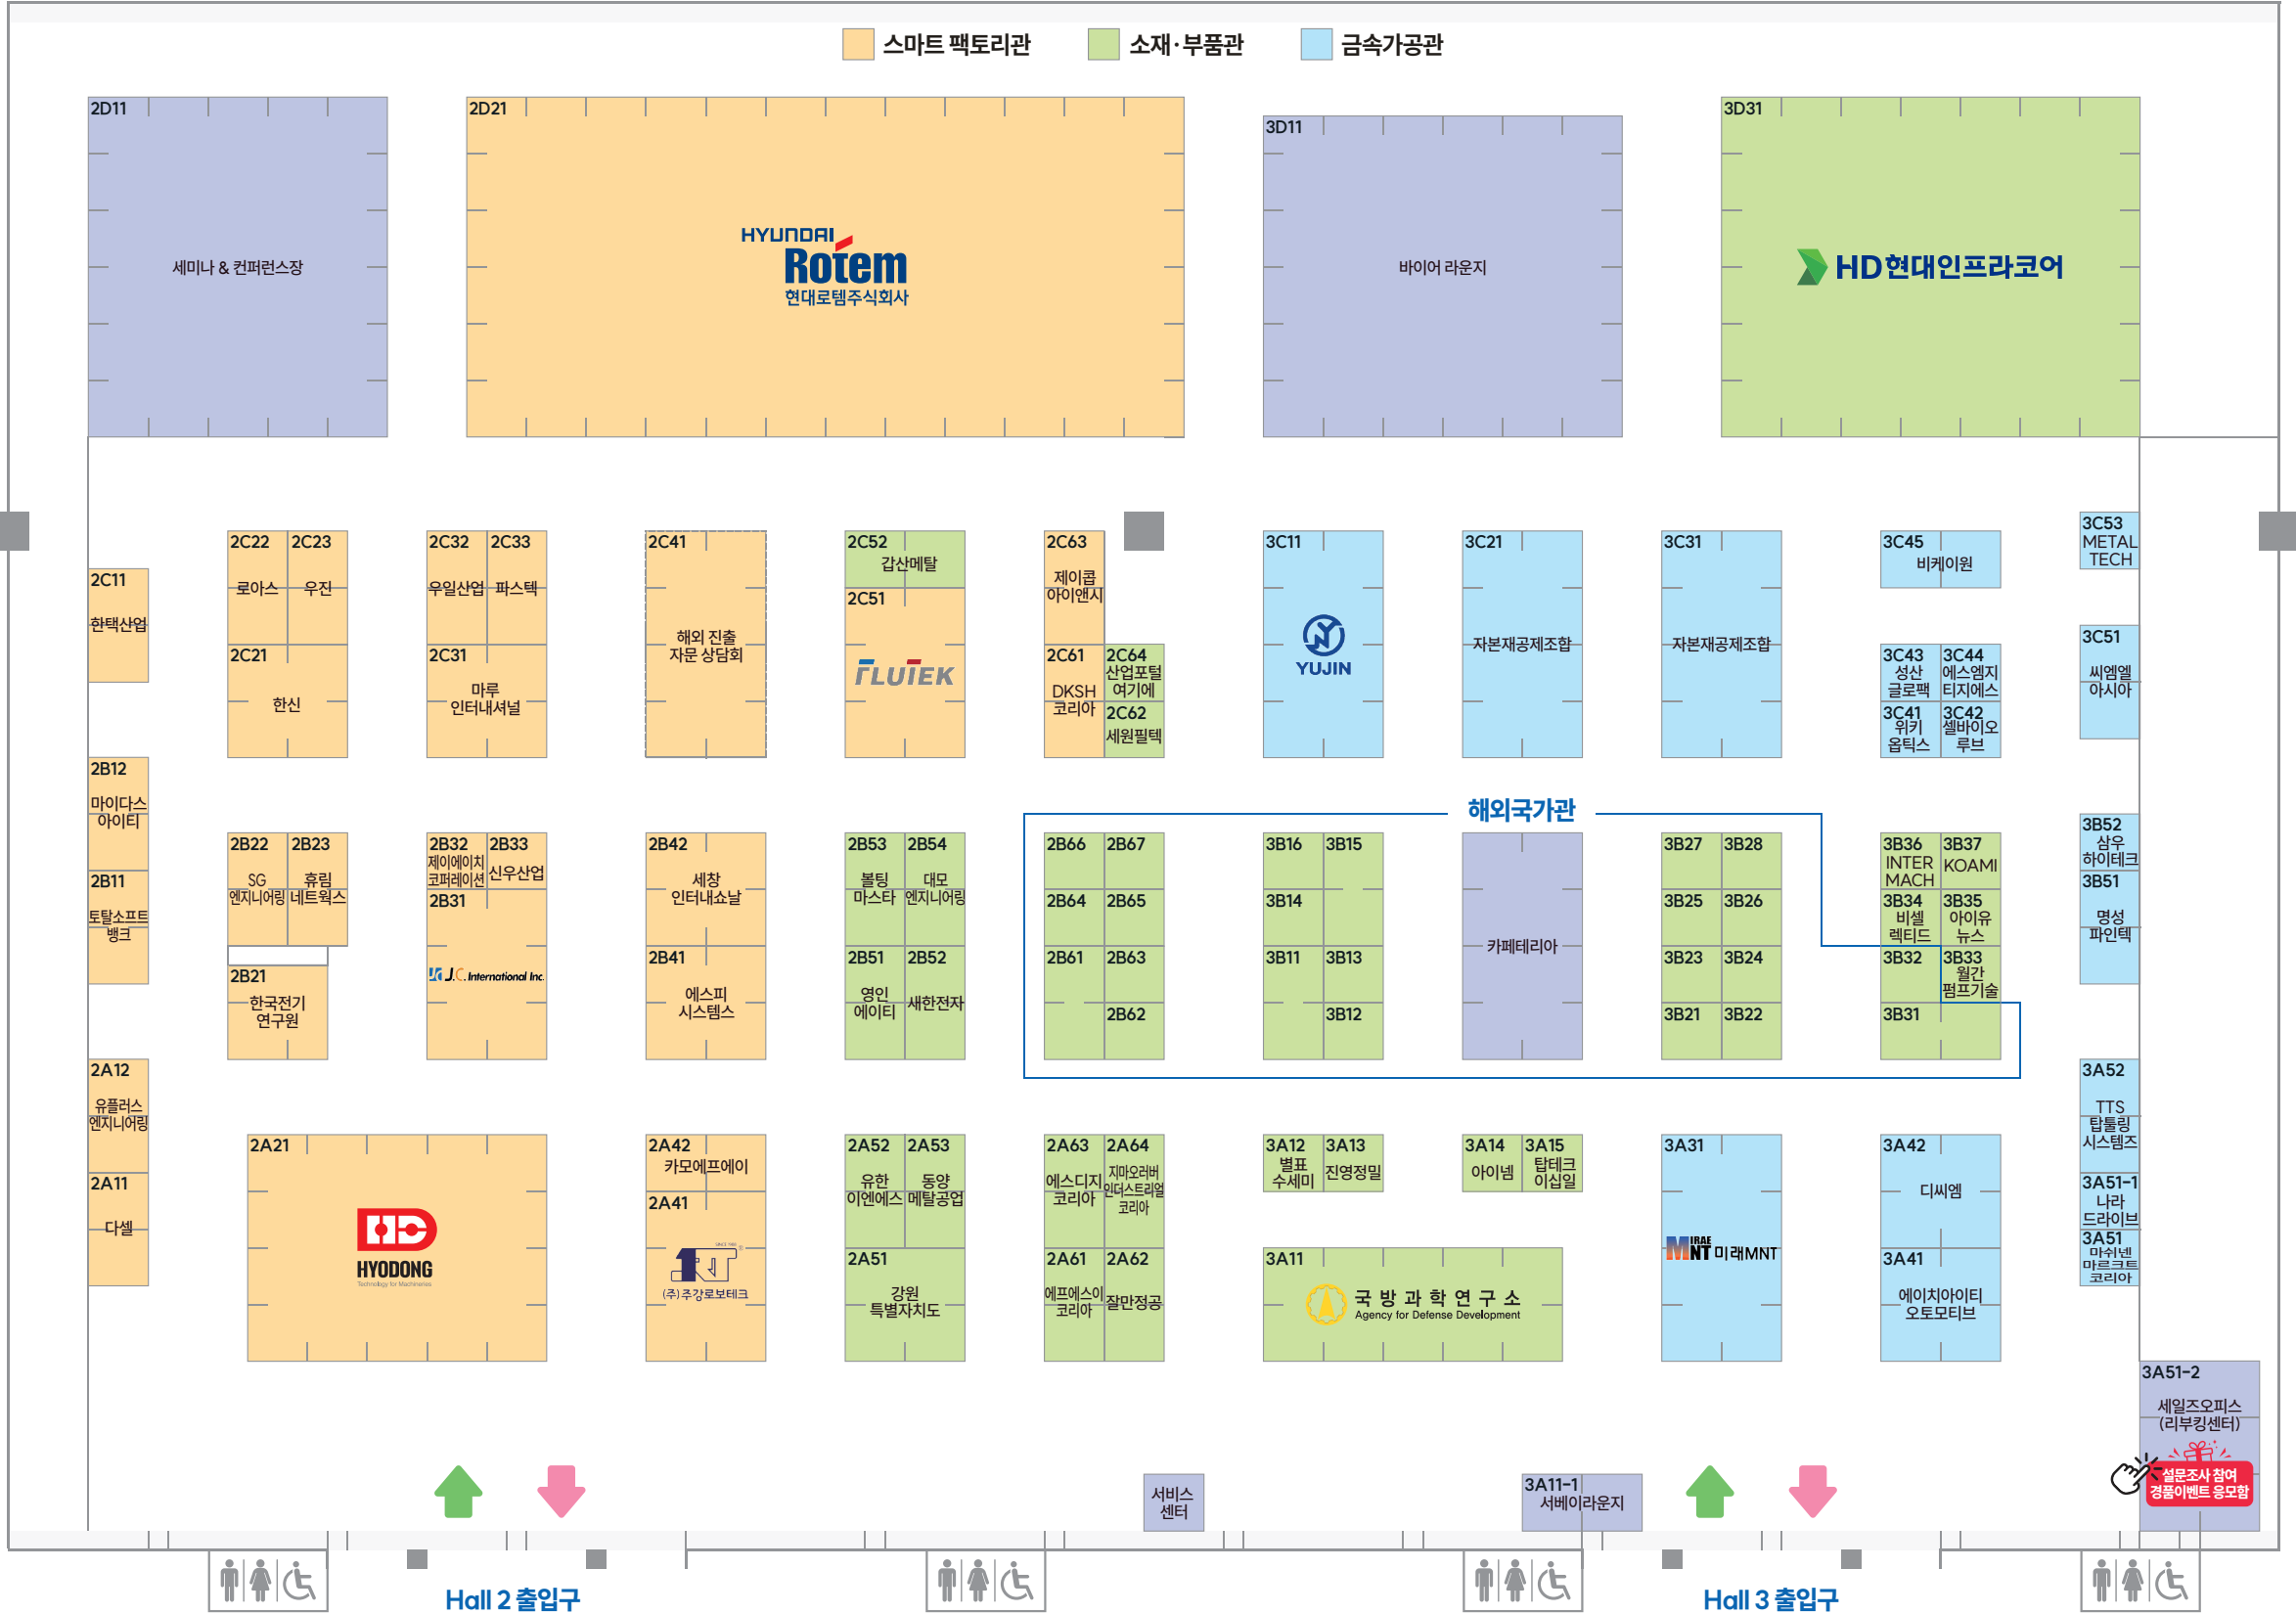 스마트 팩토리관
소재·부품관
금속가공관
2D11
세미나 & 컨퍼런스장
2D21
HYUNDAI
Rotem
현대로템주식회사
3D11
바이어 라운지
3D31
HD현대인프라코어
2C11
한택산업
2C22
로아스
2C23
우진
2C21
한신
2C32
우일산업
2C33
파스텍
2C31
마루
인터내셔널
2C41
해외 진출
자문 상담회
2C52
갑산메탈
2C51
FLUTEK
2C63
제이콥
아이앤시
2C61
DKSH
코리아
2C64
산업포털
여기에
2C62
세원필텍
3C11
YUJIN
3C21
자본재공제조합
3C31
자본재공제조합
3C45
비케이원
3C43
성산
글로팩
3C44
에스엠지
티지에스
3C41
위키
옵틱스
3C42
셀바이오
루브
3C53
METAL
TECH
3C51
씨엠엘
아시아
2B12
마이다스
아이티
2B11
토탈소프트
뱅크
2B22
SG
엔지니어링
2B23
휴림
네트웍스
2B21
한국전기
연구원
2B32
제이에이치
코퍼레이션
2B33
신우산업
2B31
J.C. International Inc.
2B42
세창
인터내쇼날
2B41
에스피
시스템스
2B53
볼팅
마스타
2B54
대모
엔지니어링
2B51
영인
에이티
2B52
새한전자
해외국가관
2B66
2B67
2B64
2B65
2B61
2B63
2B62
3B16
3B15
3B14
3B11
3B13
3B12
카페테리아
3B27
3B28
3B25
3B26
3B23
3B24
3B21
3B22
3B36
INTER
MACH
3B37
KOAMI
3B34
비셀
렉티드
3B35
아이유
뉴스
3B32
3B33
월간
펌프기술
3B31
3B52
삼우
하이테크
3B51
명성
파인텍
2A12
유플러스
엔지니어링
2A11
다셀
2A21
HD
HYODONG
Technology for Machineries
2A42
카모에프에이
2A41
SINCE 1985
(주)주강로보테크
2A52
유한
이엔에스
2A53
동양
메탈공업
2A51
강원
특별자치도
2A63
에스디지
코리아
2A64
지마오러버
인더스트리얼
코리아
2A61
에프에스이
코리아
2A62
잘만정공
3A12
별표
수세미
3A13
진영정밀
3A14
아이넴
3A15
탑테크
이십일
3A11
국방과학연구소
Agency for Defense Development
3A31
MIRAE
MNT 미래MNT
3A42
디씨엠
3A41
에이치아이티
오토모티브
3A52
TTS
탑툴링
시스템즈
3A51-1
나라
드라이브
3A51
마쉬넨
마르크트
코리아
3A51-2
세일즈오피스
(리부킹센터)
설문조사 참여
경품이벤트 응모함
서비스
센터
3A11-1
서베이라운지
Hall 2 출입구
Hall 3 출입구